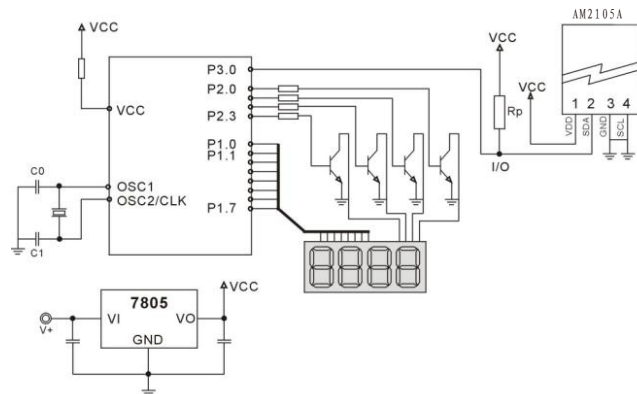 AM2105A
VCC
VCC
VCC
P3.0
P2.0
P2.3
VCC
Rp
1 2 3 4
VDD
SDA
GND
SCL
I/O
P1.0
P1.1
P1.7
C0
OSC1
OSC2/CLK
C1
7805
VCC
V+
VI
VO
GND